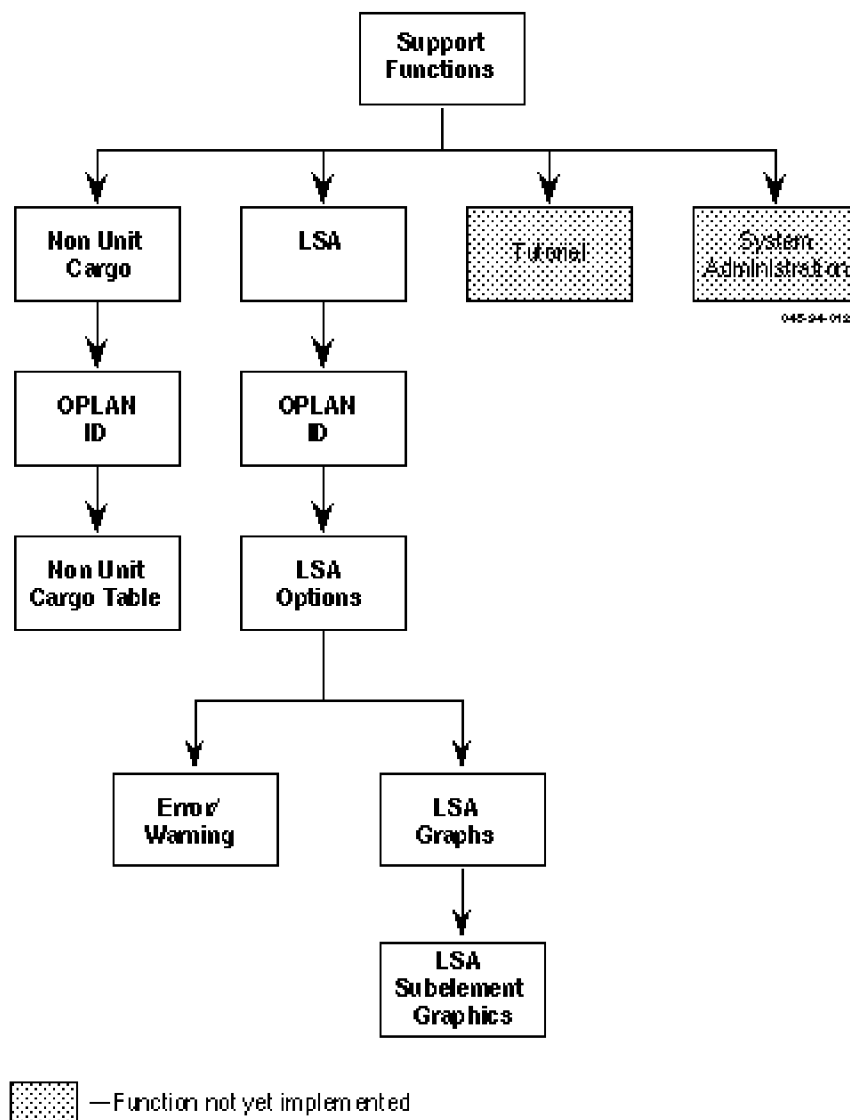 Support
Functions
Non Unit
Cargo
LSA
Tutorial
System
Administration
045-94-012
OPLAN
ID
OPLAN
ID
Non Unit
Cargo Table
LSA
Options
Error/
Warning
LSA
Graphs
LSA
Subelement
Graphics
—Function not yet implemented